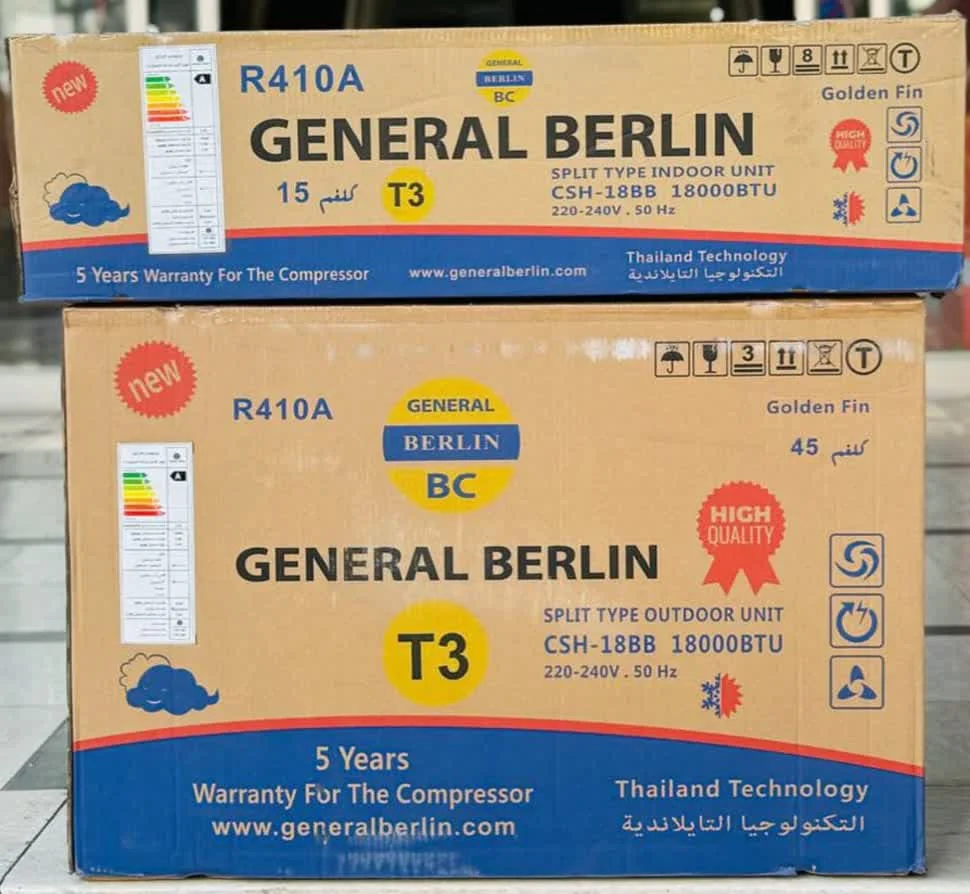 new
A
R410A
GENERAL
BERLIN
BC
8
T
Golden Fin
GENERAL BERLIN
HIGH
QUALITY
15 كلغم
T3
SPLIT TYPE INDOOR UNIT
CSH-18BB 18000BTU
220-240V . 50 Hz
5 Years Warranty For The Compressor
www.generalberlin.com
Thailand Technology
التكنولوجيا التايلاندية
new
A
R410A
GENERAL
BERLIN
BC
3
T
Golden Fin
45 كلغم
HIGH
QUALITY
GENERAL BERLIN
T3
SPLIT TYPE OUTDOOR UNIT
CSH-18BB 18000BTU
220-240V . 50 Hz
5 Years
Warranty For The Compressor
www.generalberlin.com
Thailand Technology
التكنولوجيا التايلاندية